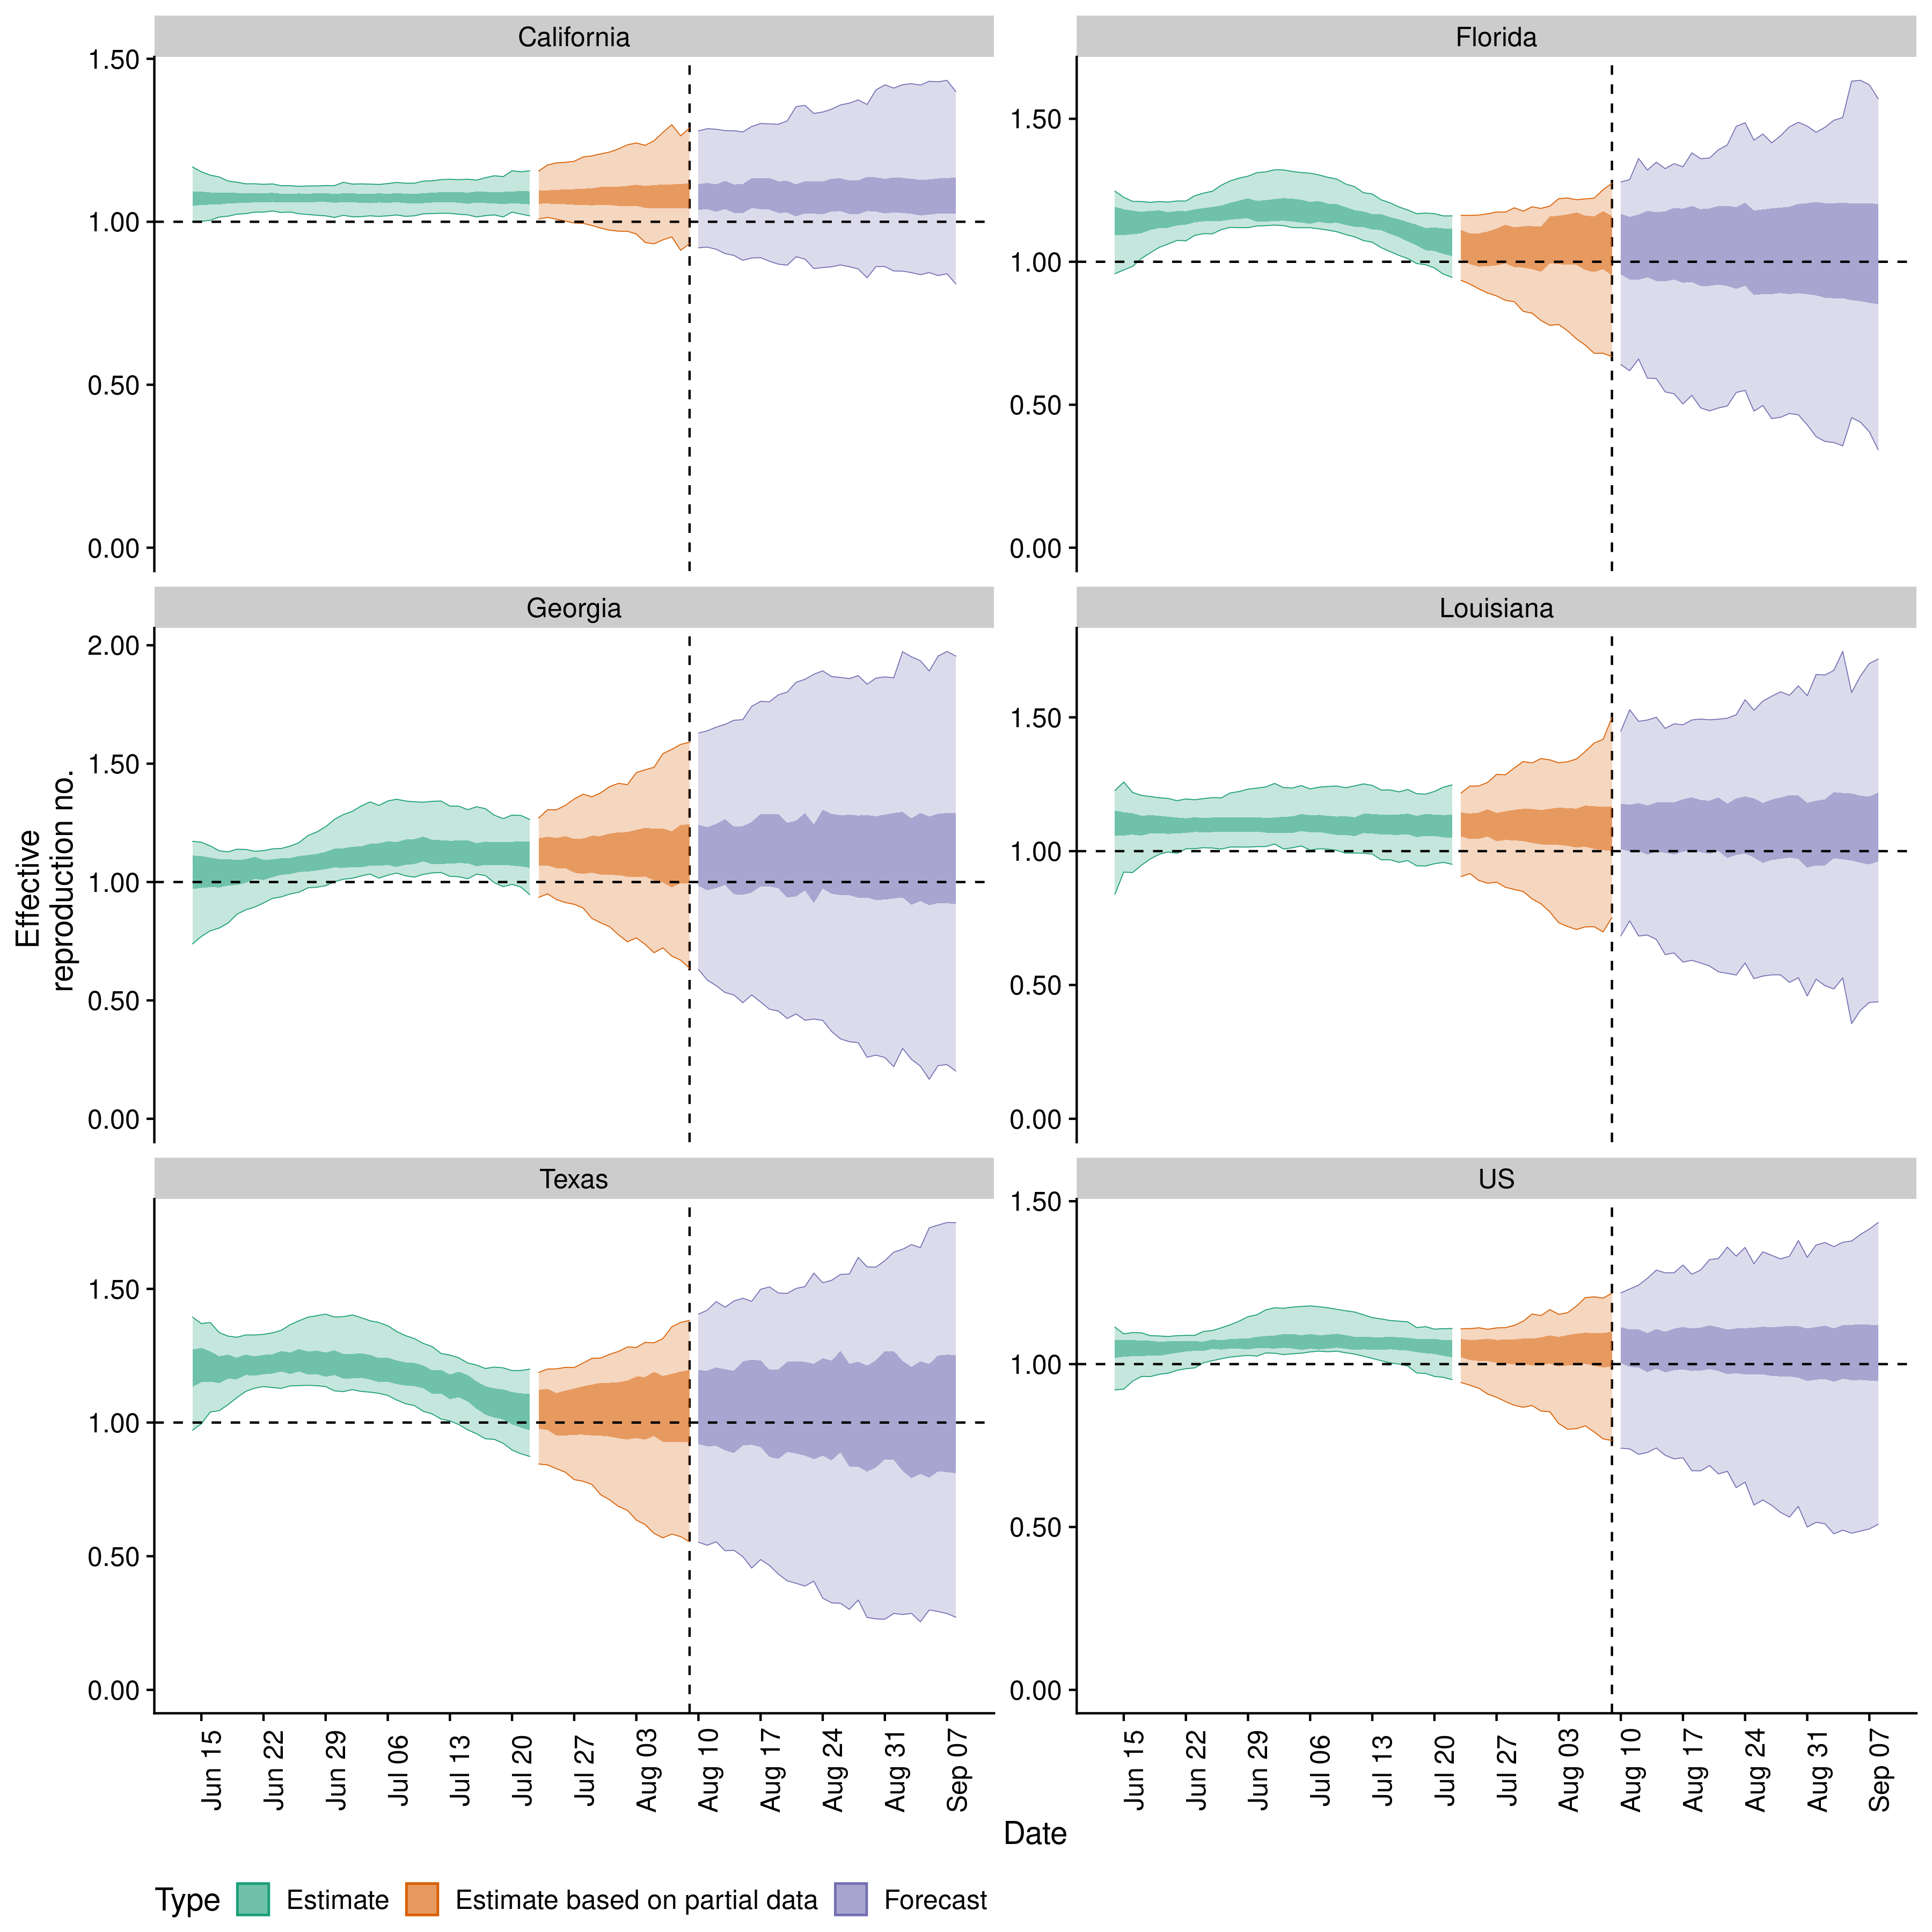 California
Florida
1.50
1.00
0.50
0.00
1.50
1.00
0.50
0.00
Georgia
Louisiana
2.00
1.50
1.00
0.50
0.00
1.50
1.00
0.50
0.00
Effective
reproduction no.
Texas
US
1.50
1.00
0.50
0.00
1.50
1.00
0.50
0.00
Jun 15
Jun 22
Jun 29
Jul 06
Jul 13
Jul 20
Jul 27
Aug 03
Aug 10
Aug 17
Aug 24
Aug 31
Sep 07
Jun 15
Jun 22
Jun 29
Jul 06
Jul 13
Jul 20
Jul 27
Aug 03
Aug 10
Aug 17
Aug 24
Aug 31
Sep 07
Date
Type Estimate Estimate based on partial data Forecast